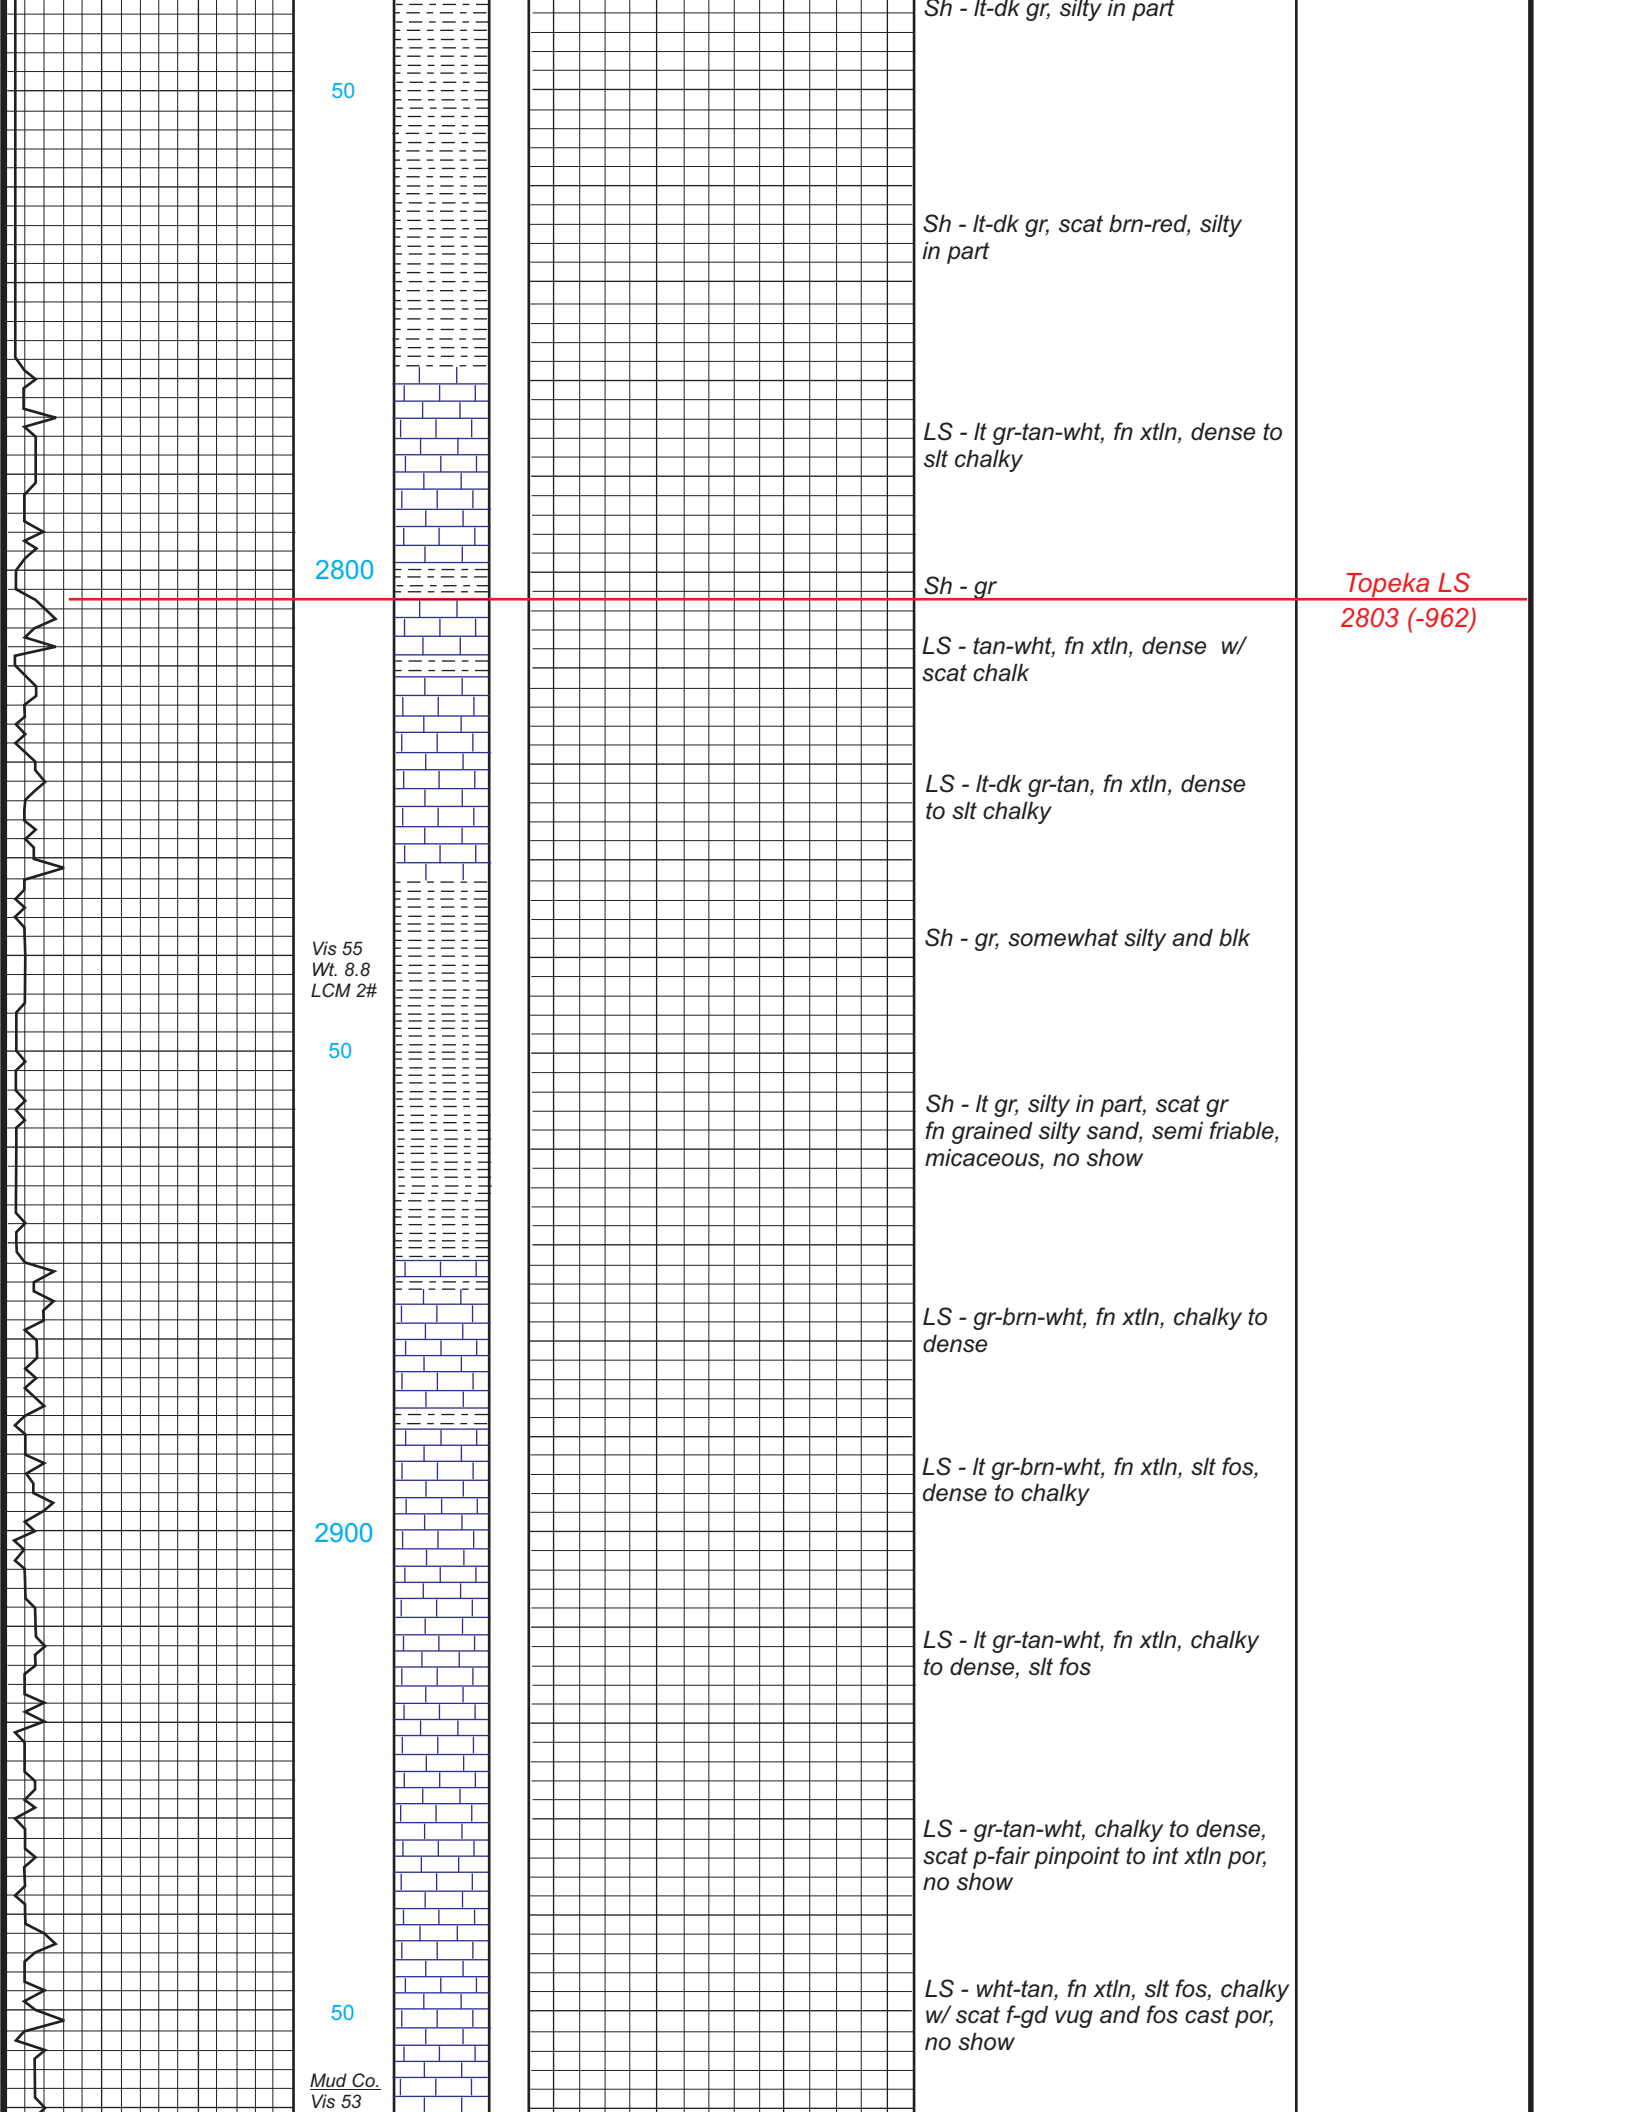 Sh - lt-dk gr, silty in part
50
Sh - lt-dk gr, scat brn-red, silty
in part
LS - lt gr-tan-wht, fn xtln, dense to
slt chalky
2800
Sh - gr
Topeka LS
2803 (-962)
LS - tan-wht, fn xtln, dense w/
scat chalk
LS - lt-dk gr-tan, fn xtln, dense
to slt chalky
Sh - gr, somewhat silty and blk
Vis 55
Wt. 8.8
LCM 2#
50
Sh - lt gr, silty in part, scat gr
fn grained silty sand, semi friable,
micaceous, no show
LS - gr-brn-wht, fn xtln, chalky to
dense
LS - lt gr-brn-wht, fn xtln, slt fos,
dense to chalky
2900
LS - lt gr-tan-wht, fn xtln, chalky
to dense, slt fos
LS - gr-tan-wht, chalky to dense,
scat p-fair pinpoint to int xtln por,
no show
LS - wht-tan, fn xtln, slt fos, chalky
w/ scat f-gd vug and fos cast por,
no show
50
Mud Co.
Vis 53